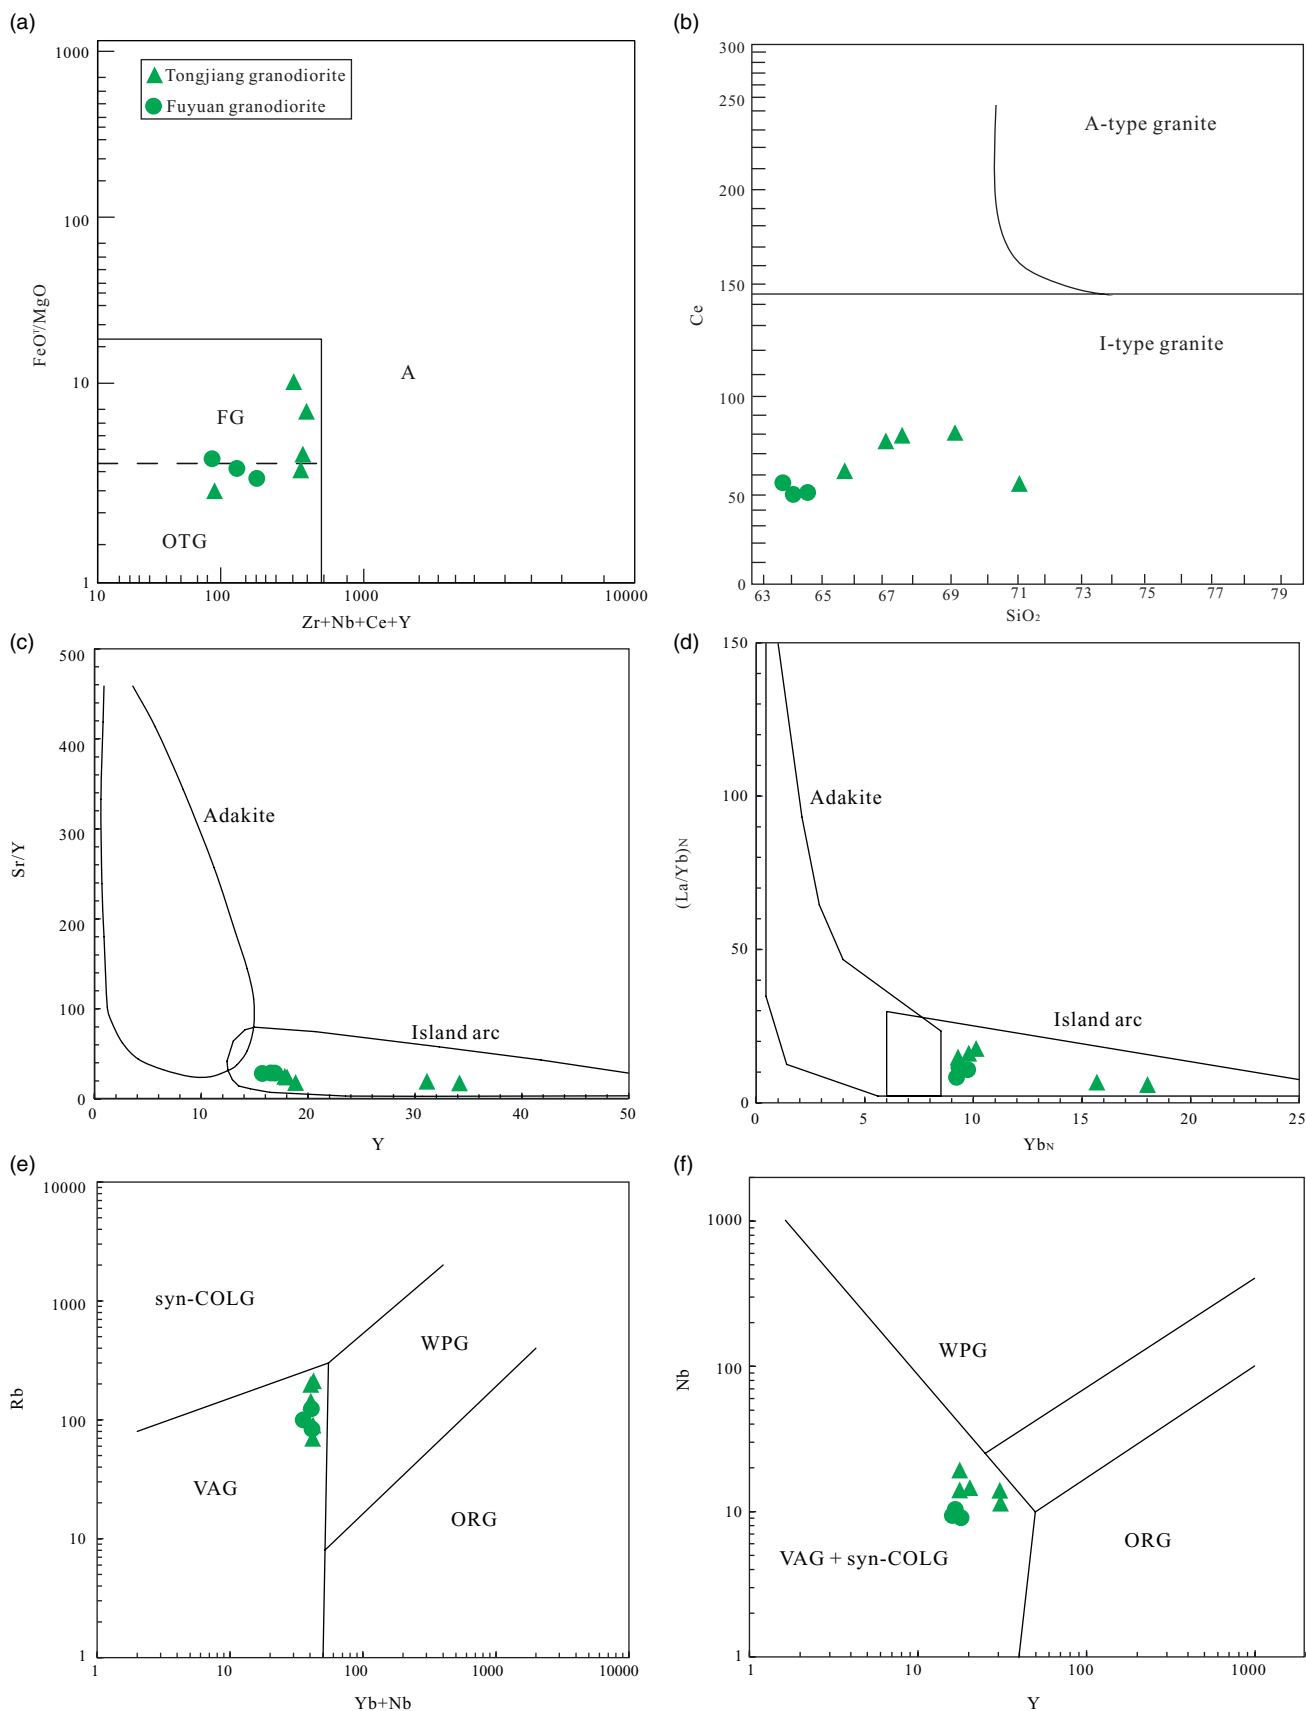 (a)
1000
100
10
1
FeOᵀ/MgO
Tongjiang granodiorite
Fuyuan granodiorite
A
FG
OTG
10
100
1000
10000
Zr+Nb+Ce+Y
(b)
300
250
200
150
100
50
0
Ce
A-type granite
I-type granite
63
65
67
69
71
73
75
77
79
SiO₂
(c)
500
400
300
200
100
0
Sr/Y
Adakite
Island arc
0
10
20
30
40
50
Y
(d)
150
100
50
0
(La/Yb)N
Adakite
Island arc
0
5
10
15
20
25
YbN
(e)
10000
1000
100
10
1
Rb
syn-COLG
WPG
VAG
ORG
1
10
100
1000
10000
Yb+Nb
(f)
1000
100
10
1
Nb
WPG
VAG + syn-COLG
ORG
1
10
100
1000
Y